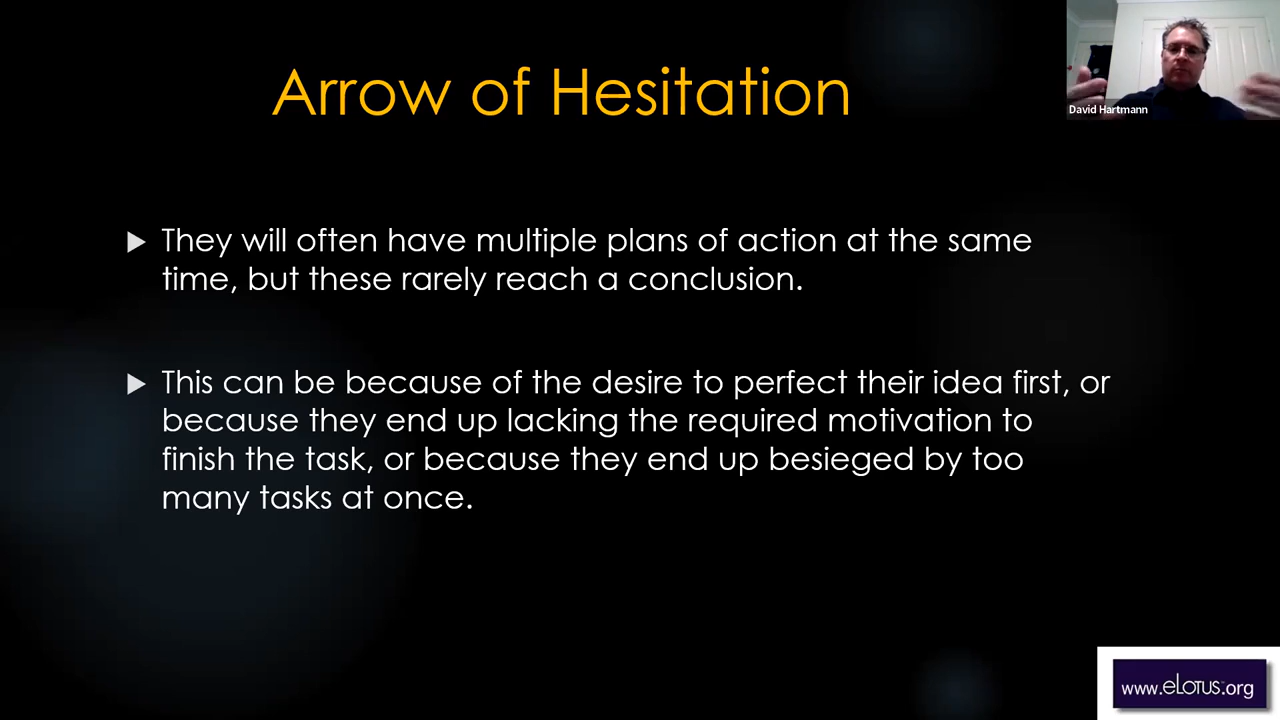 Arrow of Hesitation
David Hartmann
They will often have multiple plans of action at the same
time, but these rarely reach a conclusion.
This can be because of the desire to perfect their idea first, or
because they end up lacking the required motivation to
finish the task, or because they end up besieged by too
many tasks at once.
www.eLOTUS.org